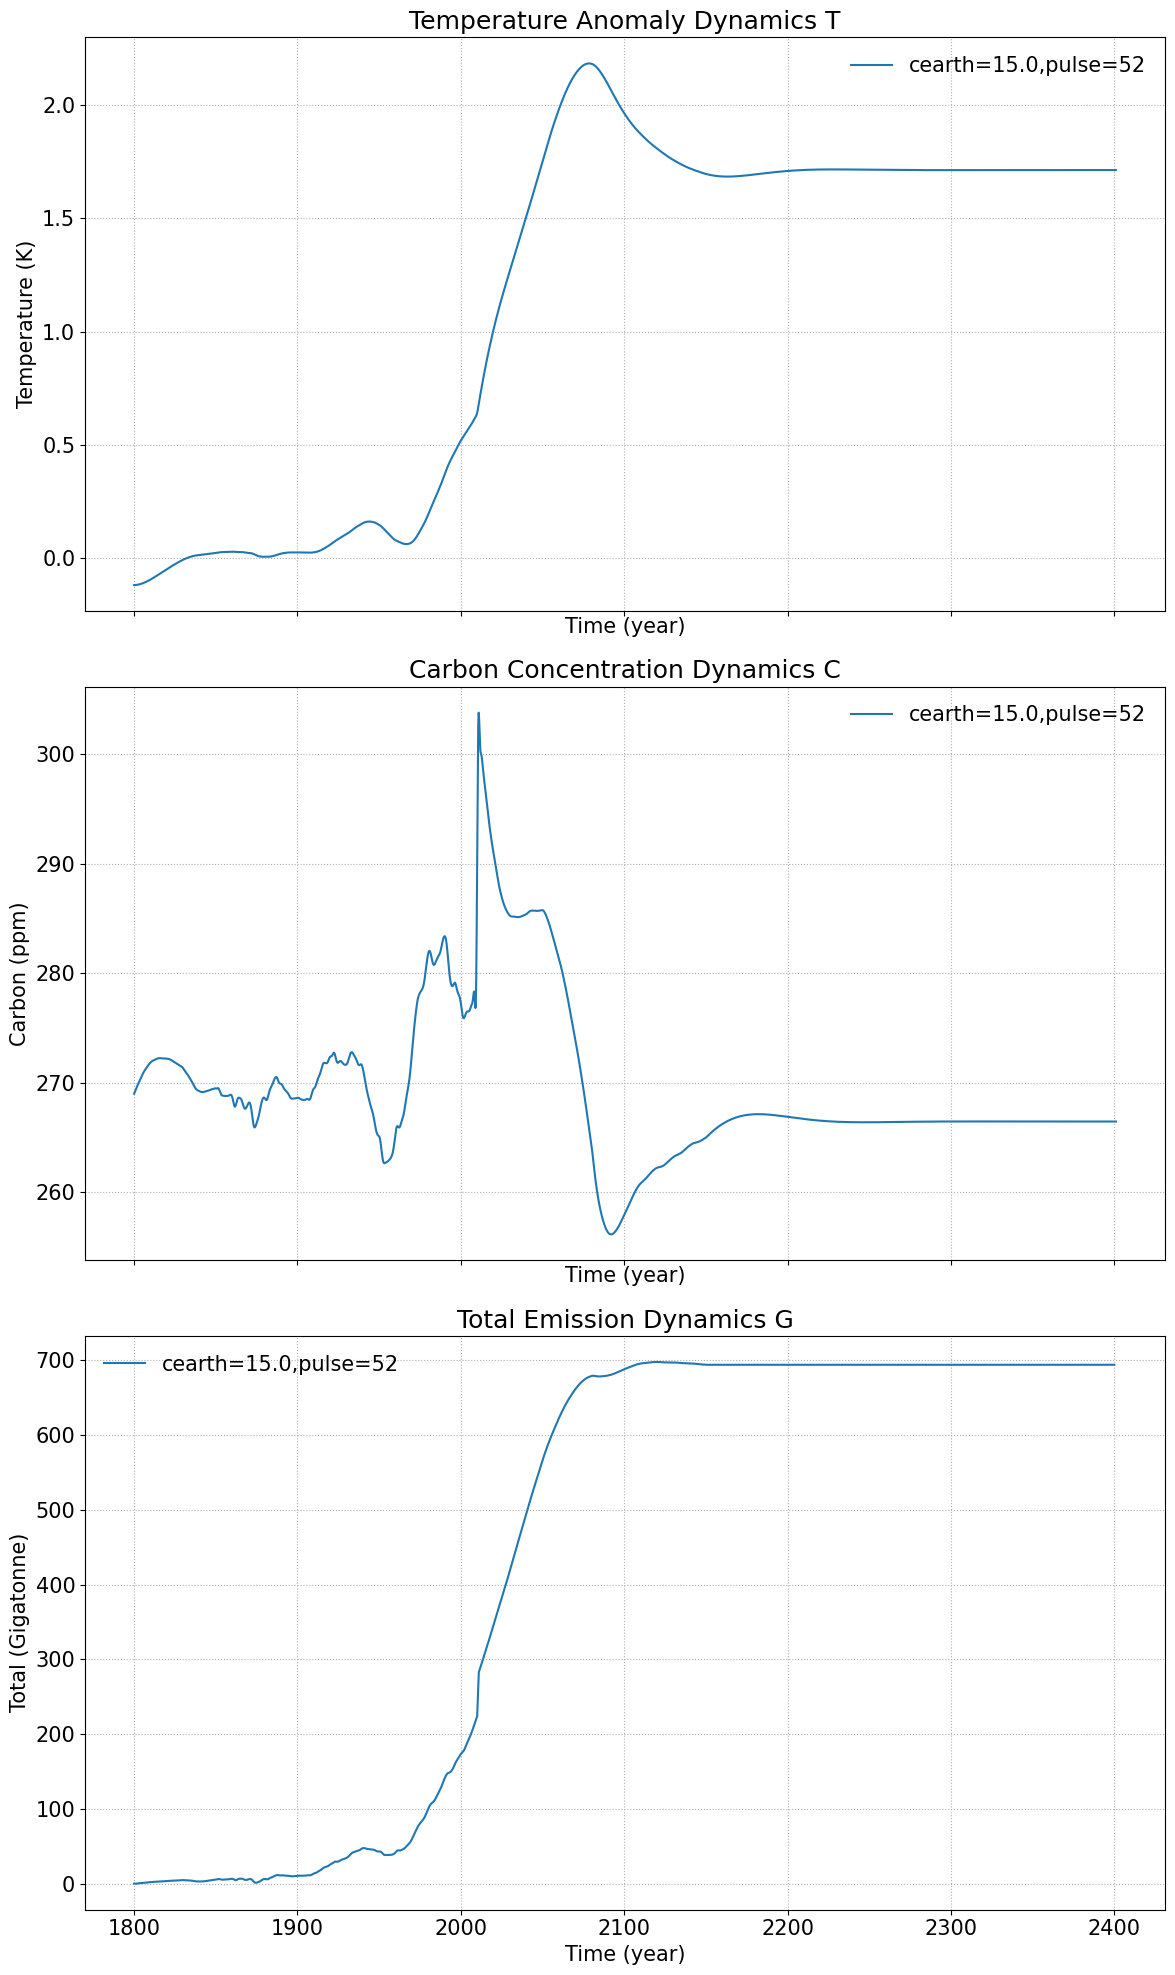 Temperature Anomaly Dynamics T
cearth=15.0,pulse=52
2.0
1.5
1.0
0.5
0.0
Temperature (K)
Time (year)
Carbon Concentration Dynamics C
cearth=15.0,pulse=52
300
290
280
270
260
Carbon (ppm)
Time (year)
Total Emission Dynamics G
cearth=15.0,pulse=52
700
600
500
400
300
200
100
0
Total (Gigatonne)
1800 1900 2000 2100 2200 2300 2400
Time (year)